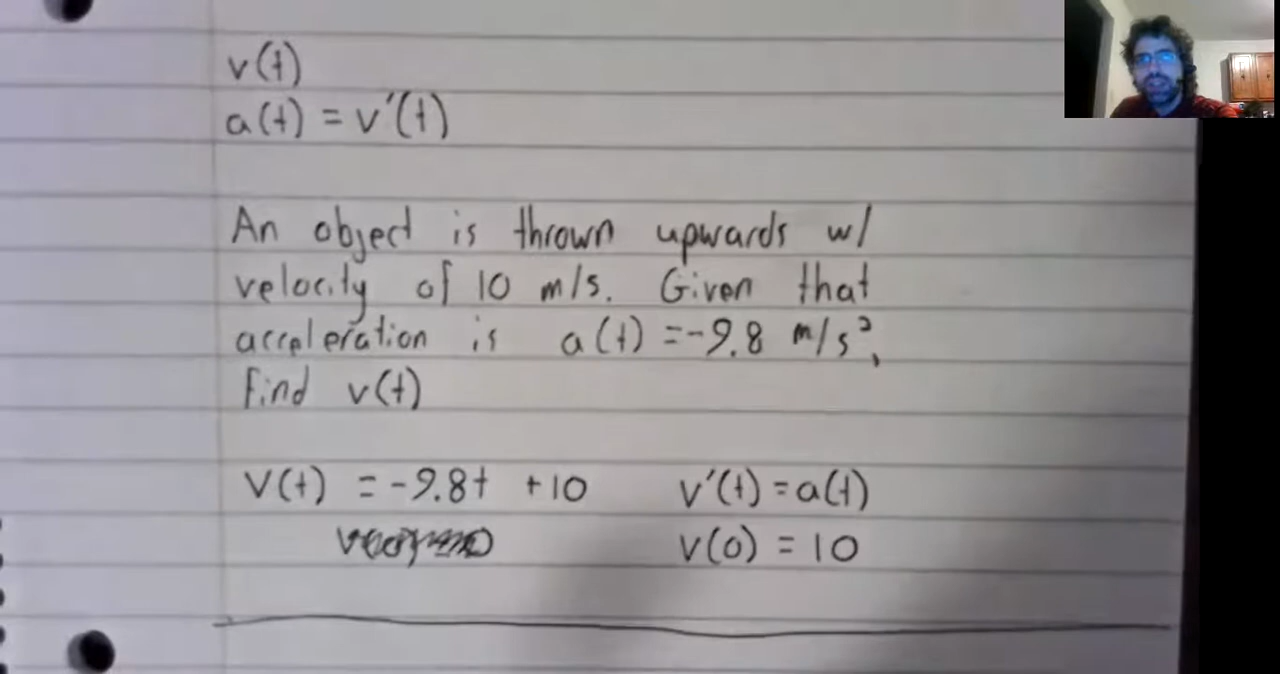 v(t)
a(t) = v'(t)
An object is thrown upwards w/
velocity of 10 m/s. Given that
accleration is a(t) = -9.8 m/s²,
find v(t)
v(t) = -9.8t +10 v'(t) = a(t)
v(0) = 10